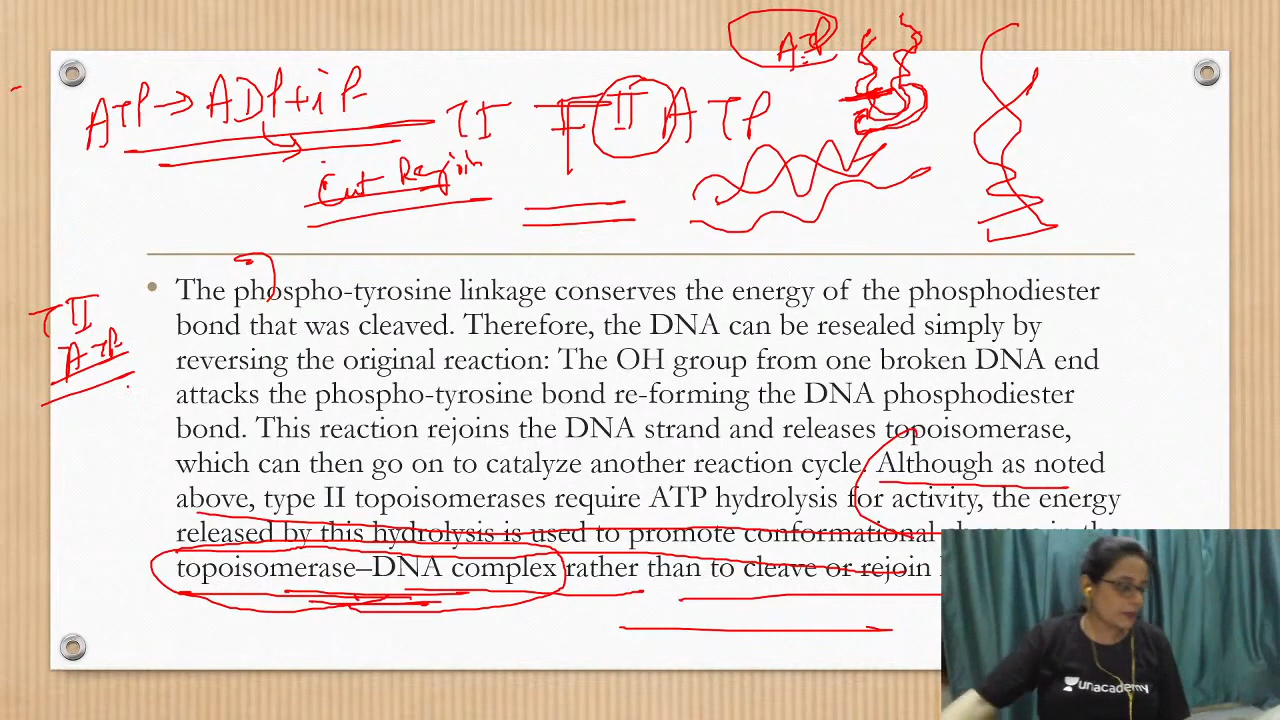 ATP
ATP → ADP + iP TI II ATP
Cut Region
The phospho-tyrosine linkage conserves the energy of the phosphodiester
bond that was cleaved. Therefore, the DNA can be resealed simply by
reversing the original reaction: The OH group from one broken DNA end
attacks the phospho-tyrosine bond re-forming the DNA phosphodiester
bond. This reaction rejoins the DNA strand and releases topoisomerase,
which can then go on to catalyze another reaction cycle. Although as noted
above, type II topoisomerases require ATP hydrolysis for activity, the energy
released by this hydrolysis is used to promote conformational
topoisomerase–DNA complex rather than to cleave or rejoin
TII
ATP
unacademy